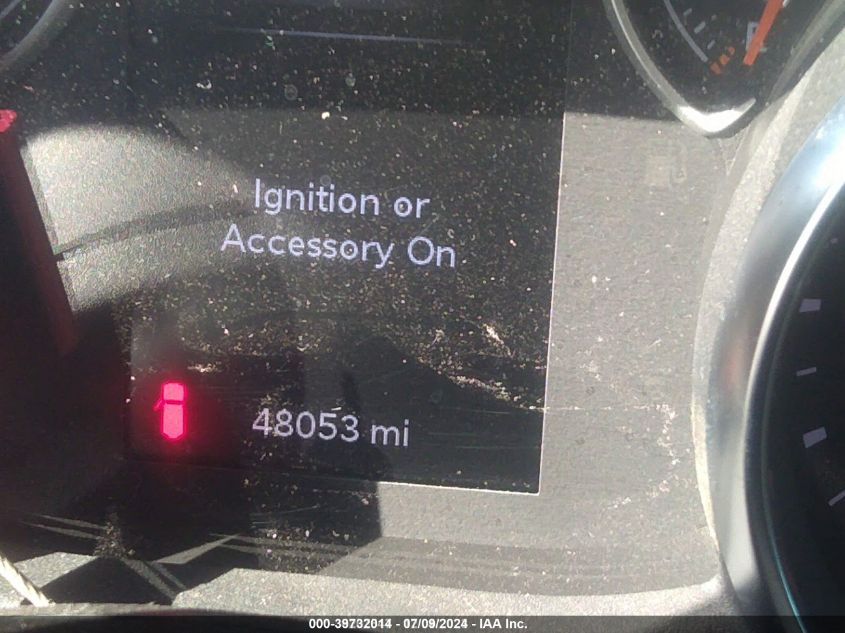 E
Ignition or
Accessory On
48053 mi
000-39732014 - 07/09/2024 - IAA Inc.